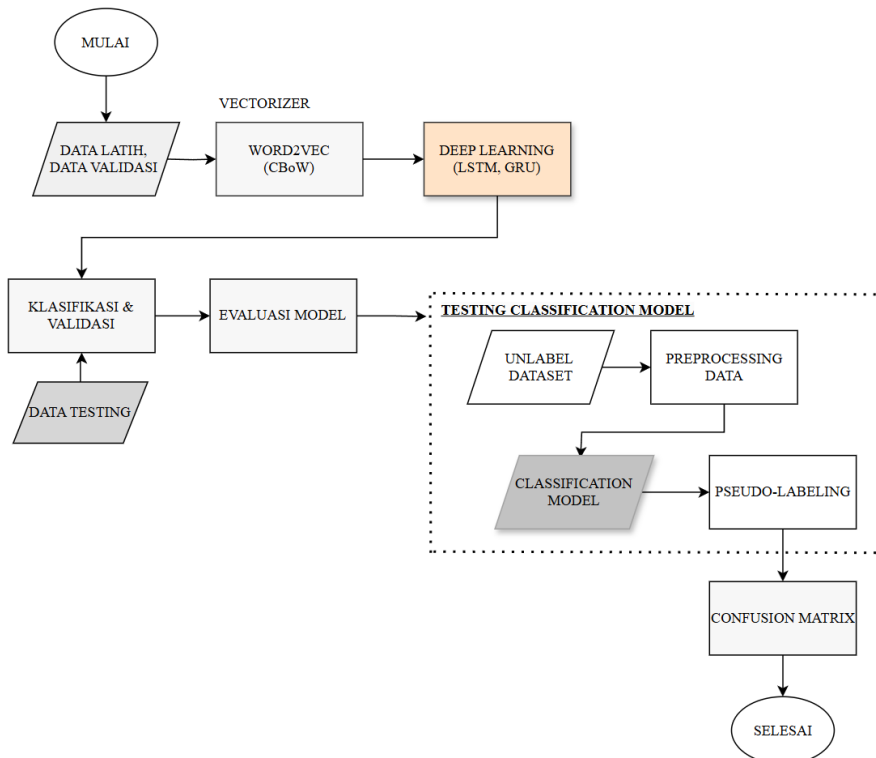 MULAI
VECTORIZER
DATA LATIH,
DATA VALIDASI
WORD2VEC
(CBoW)
DEEP LEARNING
(LSTM, GRU)
KLASIFIKASI &
VALIDASI
EVALUASI MODEL
DATA TESTING
TESTING CLASSIFICATION MODEL
UNLABEL
DATASET
PREPROCESSING
DATA
CLASSIFICATION
MODEL
PSEUDO-LABELING
CONFUSION MATRIX
SELESAI